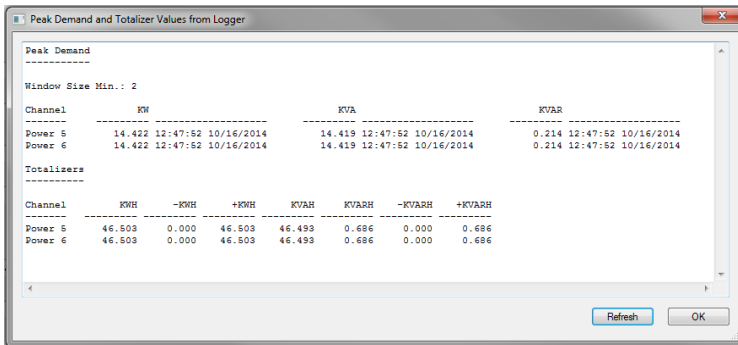 Peak Demand and Totalizer Values from Logger
Peak Demand
-----------
Window Size Min.: 2
Channel KW KVA KVAR
------- ---------- ------------------- ---------- ------------------- ---------- -------------------
Power 5 14.422 12:47:52 10/16/2014 14.419 12:47:52 10/16/2014 0.214 12:47:52 10/16/2014
Power 6 14.422 12:47:52 10/16/2014 14.419 12:47:52 10/16/2014 0.214 12:47:52 10/16/2014
Totalizers
----------
Channel KWH -KWH +KWH KVAH KVARH -KVARH +KVARH
------- ---------- ---------- ---------- ---------- ---------- ---------- ----------
Power 5 46.503 0.000 46.503 46.493 0.686 0.000 0.686
Power 6 46.503 0.000 46.503 46.493 0.686 0.000 0.686
Refresh OK